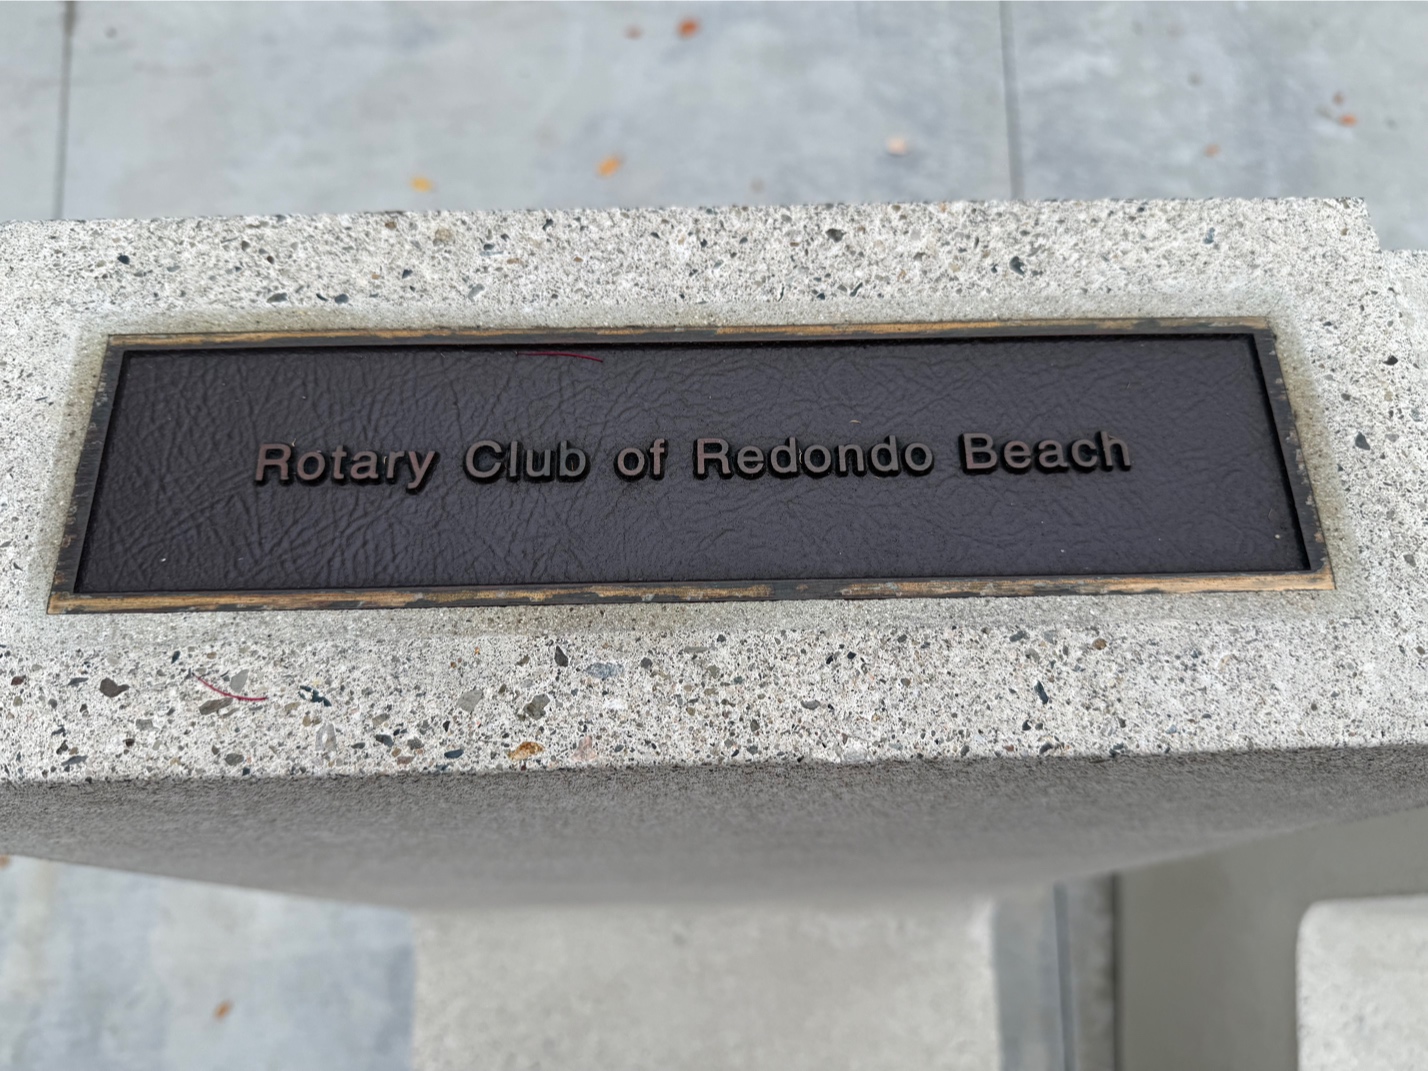 Rotary Club of Redondo Beach